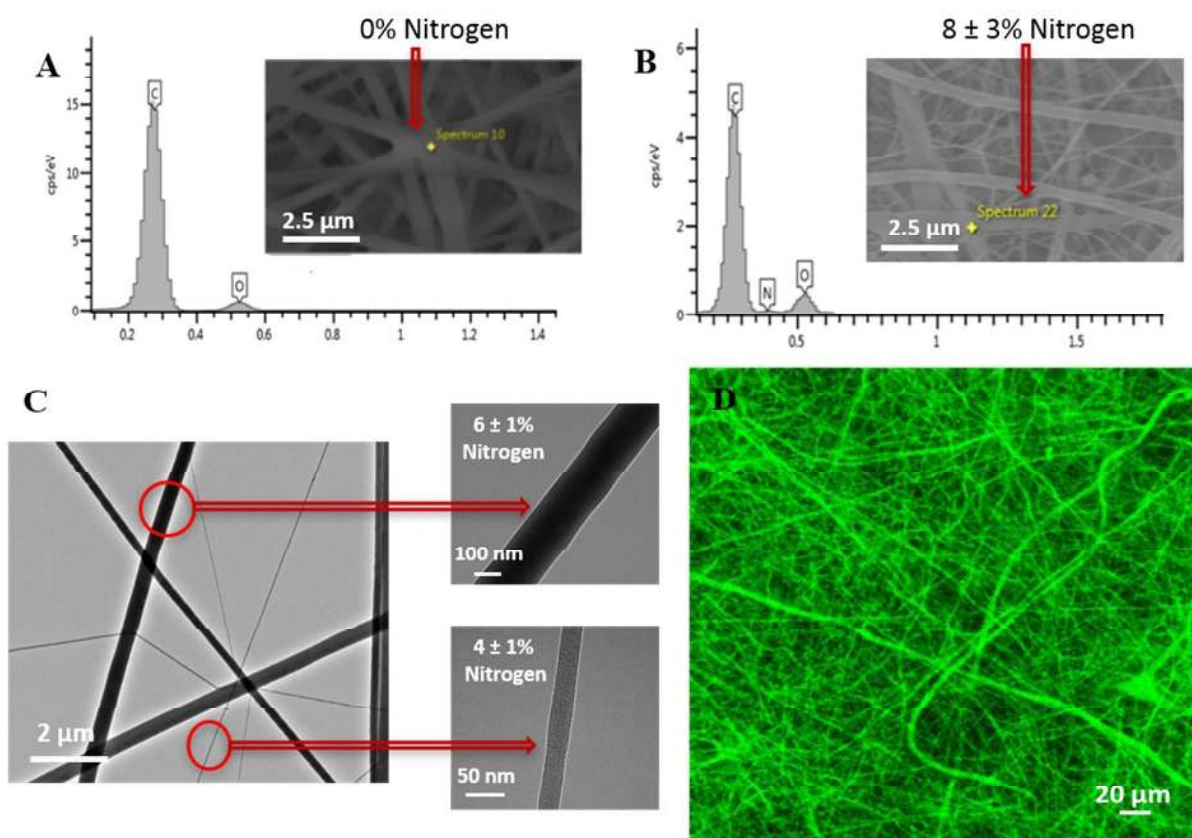 0% Nitrogen
8 ± 3% Nitrogen
A
B
C
O
Spectrum 10
2.5 µm
cps/eV
15
10
5
0
0.2
0.4
0.6
0.8
1
1.2
1.4
C
N
O
Spectrum 22
2.5 µm
cps/eV
6
4
2
0
0.5
1
1.5
C
6 ± 1%
Nitrogen
100 nm
4 ± 1%
Nitrogen
50 nm
2 µm
D
20 µm